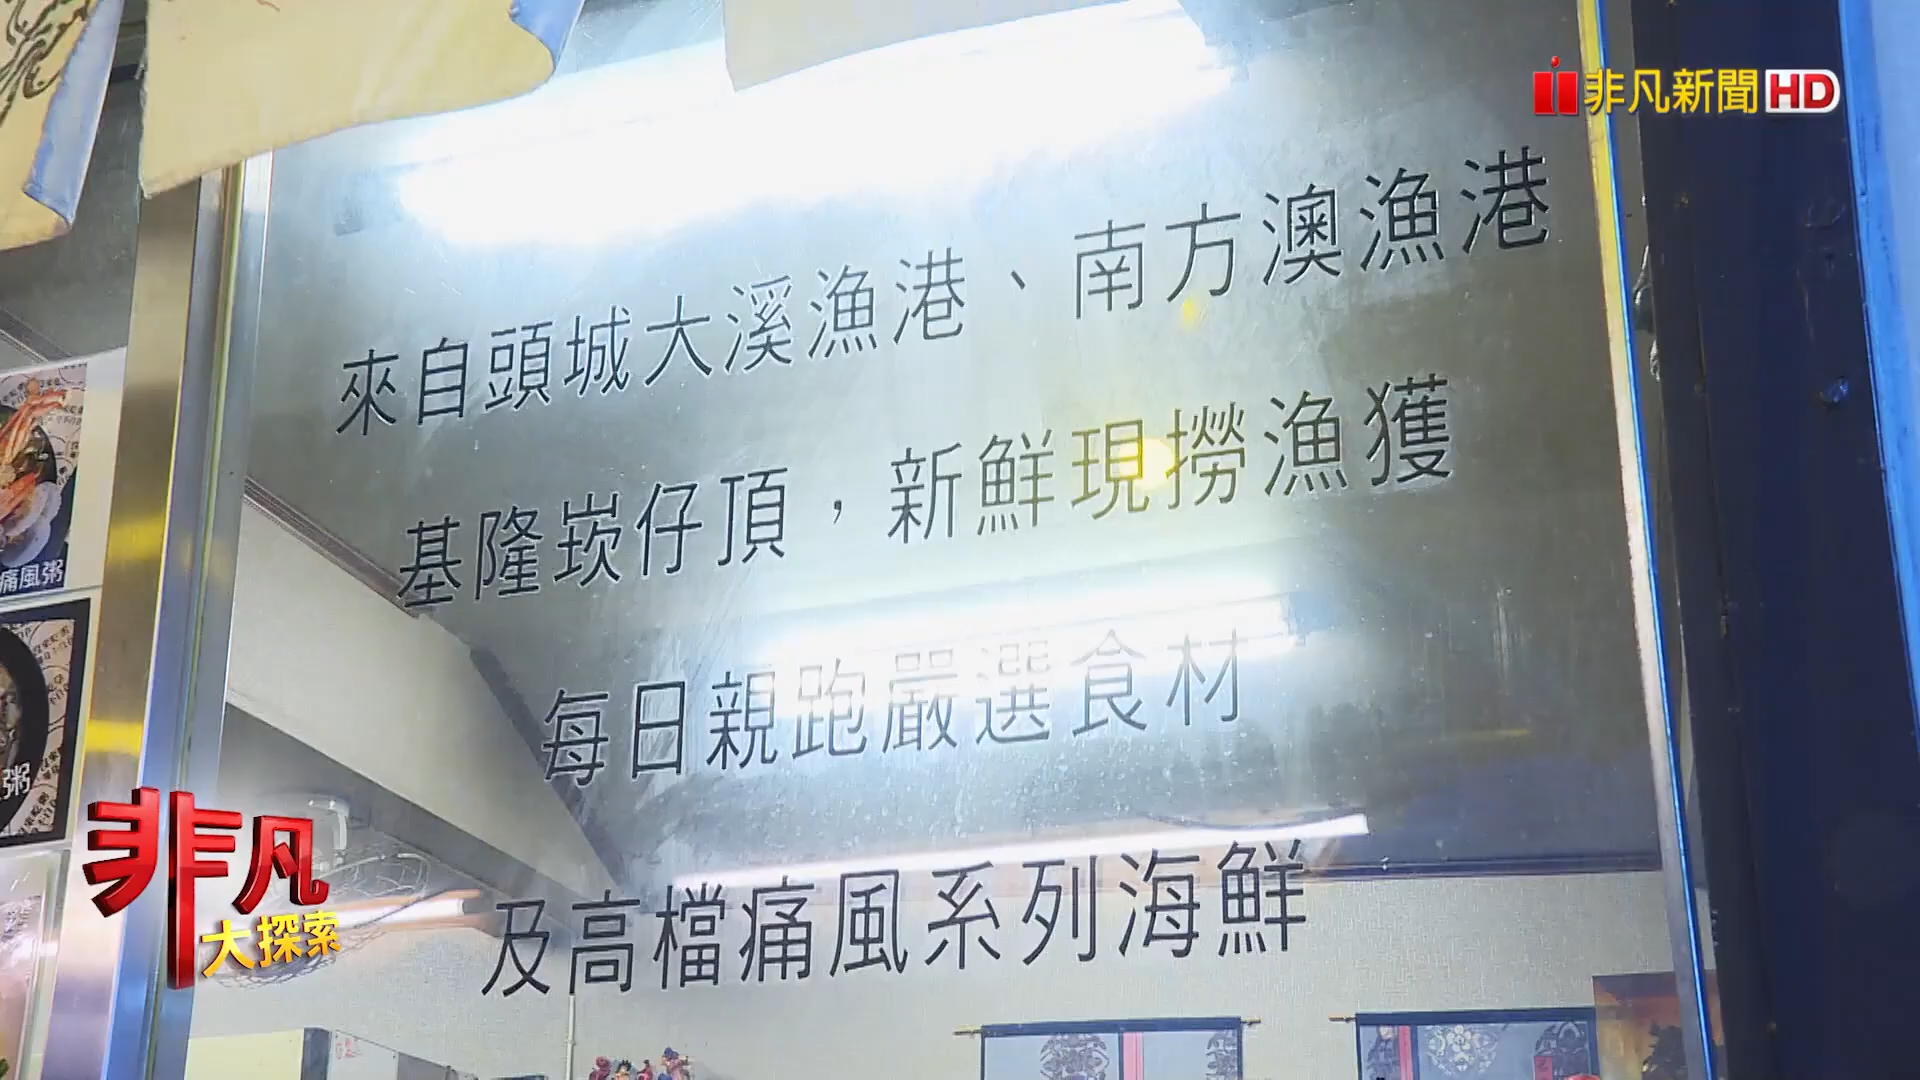 非凡新聞HD
來自頭城大溪漁港、南方澳漁港
基隆崁仔頂，新鮮現撈漁獲
每日親跑嚴選食材
及高檔痛風系列海鮮
痛風粥
粥
非凡
大探索